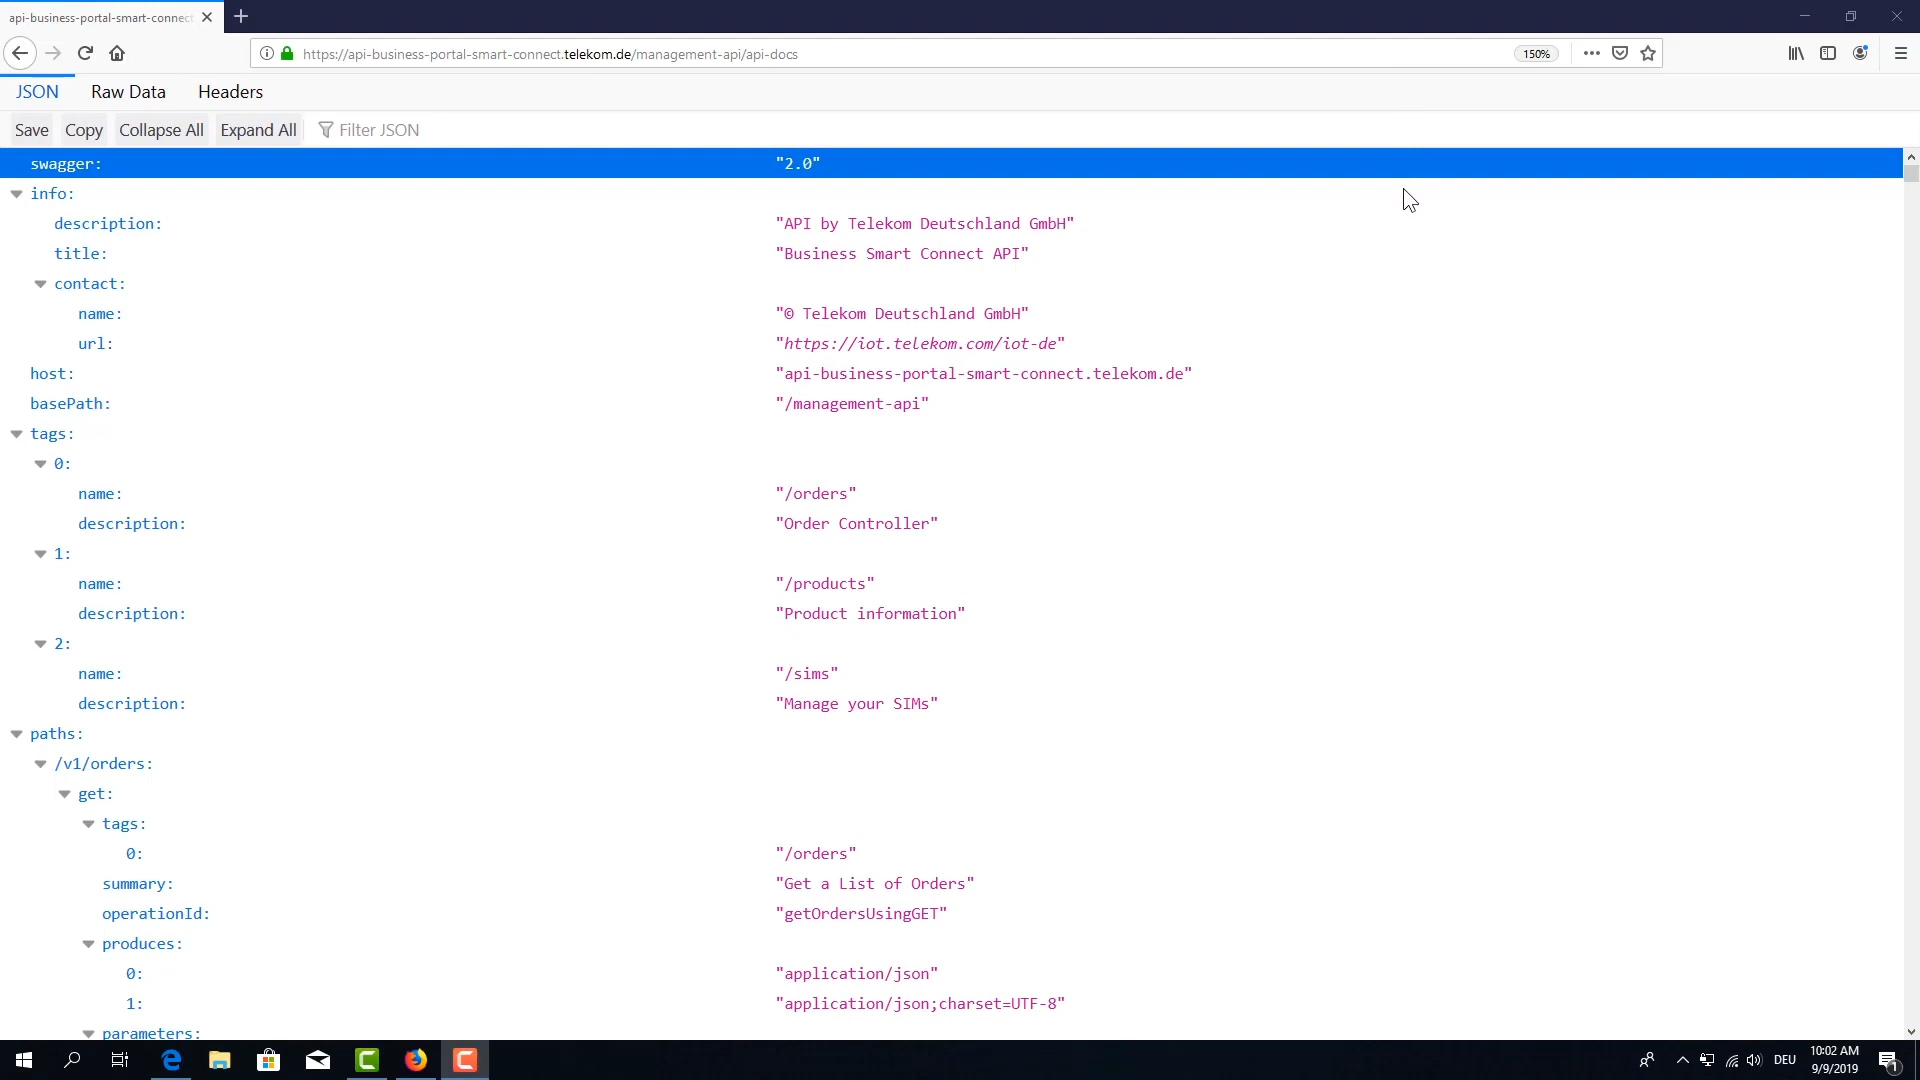 api-business-portal-smart-connect
https://api-business-portal-smart-connect.telekom.de/management-api/api-docs
150%
JSON
Raw Data
Headers
Save
Copy
Collapse All
Expand All
Filter JSON
swagger: "2.0"
info:
description: "API by Telekom Deutschland GmbH"
title: "Business Smart Connect API"
contact:
name: "© Telekom Deutschland GmbH"
url: "https://iot.telekom.com/iot-de"
host: "api-business-portal-smart-connect.telekom.de"
basePath: "/management-api"
tags:
0:
name: "/orders"
description: "Order Controller"
1:
name: "/products"
description: "Product information"
2:
name: "/sims"
description: "Manage your SIMs"
paths:
/v1/orders:
get:
tags:
0: "/orders"
summary: "Get a List of Orders"
operationId: "getOrdersUsingGET"
produces:
0: "application/json"
1: "application/json;charset=UTF-8"
parameters:
DEU
10:02 AM
9/9/2019
1